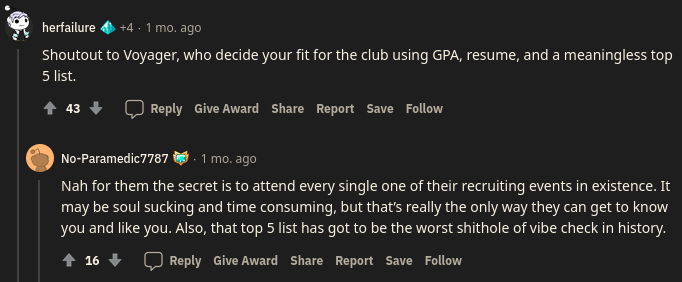 herfailure +4 · 1 mo. ago
Shoutout to Voyager, who decide your fit for the club using GPA, resume, and a meaningless top
5 list.
43 Reply Give Award Share Report Save Follow
No-Paramedic7787 · 1 mo. ago
Nah for them the secret is to attend every single one of their recruiting events in existence. It
may be soul sucking and time consuming, but that's really the only way they can get to know
you and like you. Also, that top 5 list has got to be the worst shithole of vibe check in history.
16 Reply Give Award Share Report Save Follow